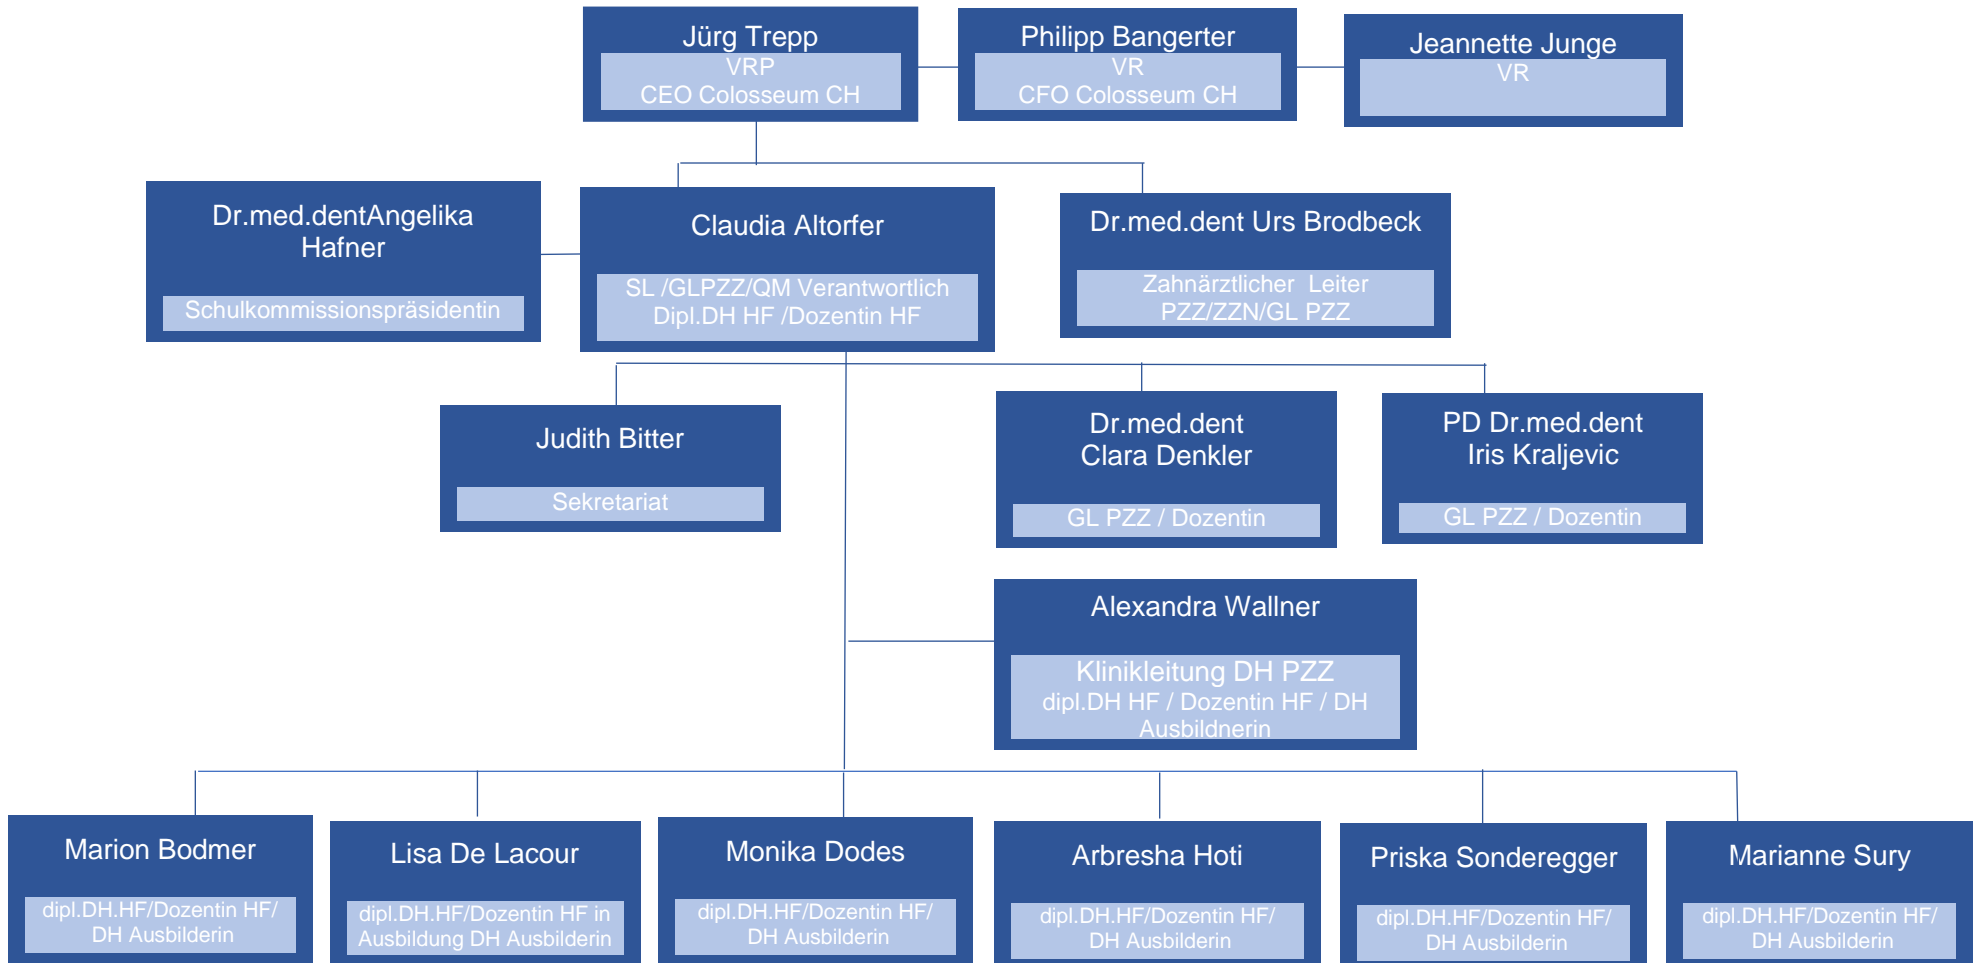 Jürg Trepp
VRP
CEO Colosseum CH
Philipp Bangerter
VR
CFO Colosseum CH
Jeannette Junge
VR
Dr.med.dentAngelika
Hafner
Schulkommissionspräsidentin
Claudia Altorfer
SL /GLPZZ/QM Verantwortlich
Dipl.DH HF /Dozentin HF
Dr.med.dent Urs Brodbeck
Zahnärztlicher Leiter
PZZ/ZZN/GL PZZ
Judith Bitter
Sekretariat
Dr.med.dent
Clara Denkler
GL PZZ / Dozentin
PD Dr.med.dent
Iris Kraljevic
GL PZZ / Dozentin
Alexandra Wallner
Klinikleitung DH PZZ
dipl.DH HF / Dozentin HF / DH
Ausbildnerin
Marion Bodmer
dipl.DH.HF/Dozentin HF/
DH Ausbilderin
Lisa De Lacour
dipl.DH.HF/Dozentin HF in
Ausbildung DH Ausbilderin
Monika Dodes
dipl.DH.HF/Dozentin HF/
DH Ausbilderin
Arbresha Hoti
dipl.DH.HF/Dozentin HF/
DH Ausbilderin
Priska Sonderegger
dipl.DH.HF/Dozentin HF/
DH Ausbilderin
Marianne Sury
dipl.DH.HF/Dozentin HF/
DH Ausbilderin